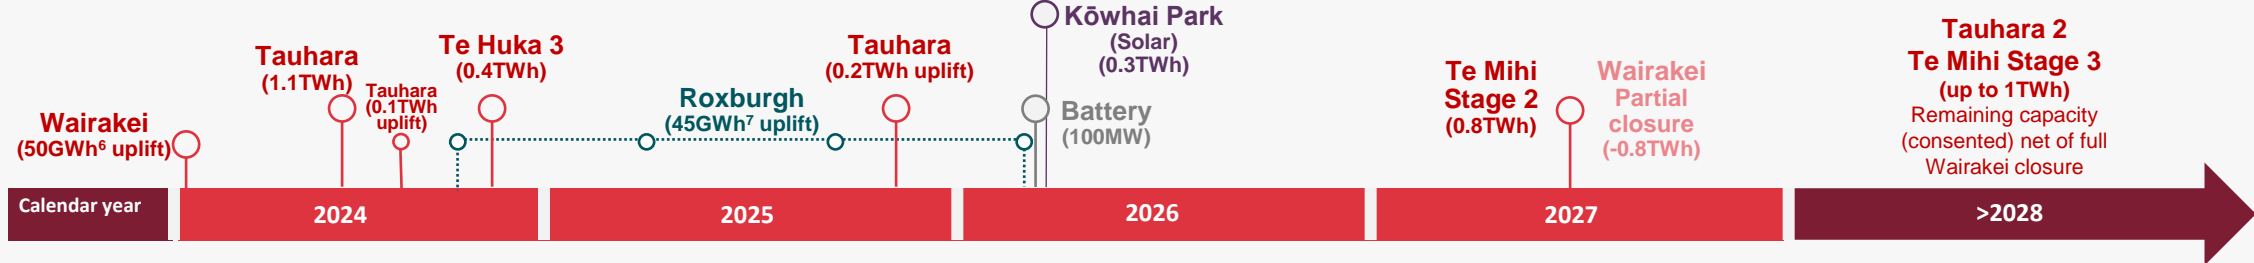 Wairakei
(50GWh⁶ uplift)
Tauhara
(1.1TWh)
Tauhara
(0.1TWh
uplift)
Te Huka 3
(0.4TWh)
Roxburgh
(45GWh⁷ uplift)
Tauhara
(0.2TWh uplift)
Kōwhai Park
(Solar)
(0.3TWh)
Battery
(100MW)
Te Mihi
Stage 2
(0.8TWh)
Wairakei
Partial
closure
(-0.8TWh)
Tauhara 2
Te Mihi Stage 3
(up to 1TWh)
Remaining capacity
(consented) net of full
Wairakei closure
Calendar year
2024
2025
2026
2027
>2028